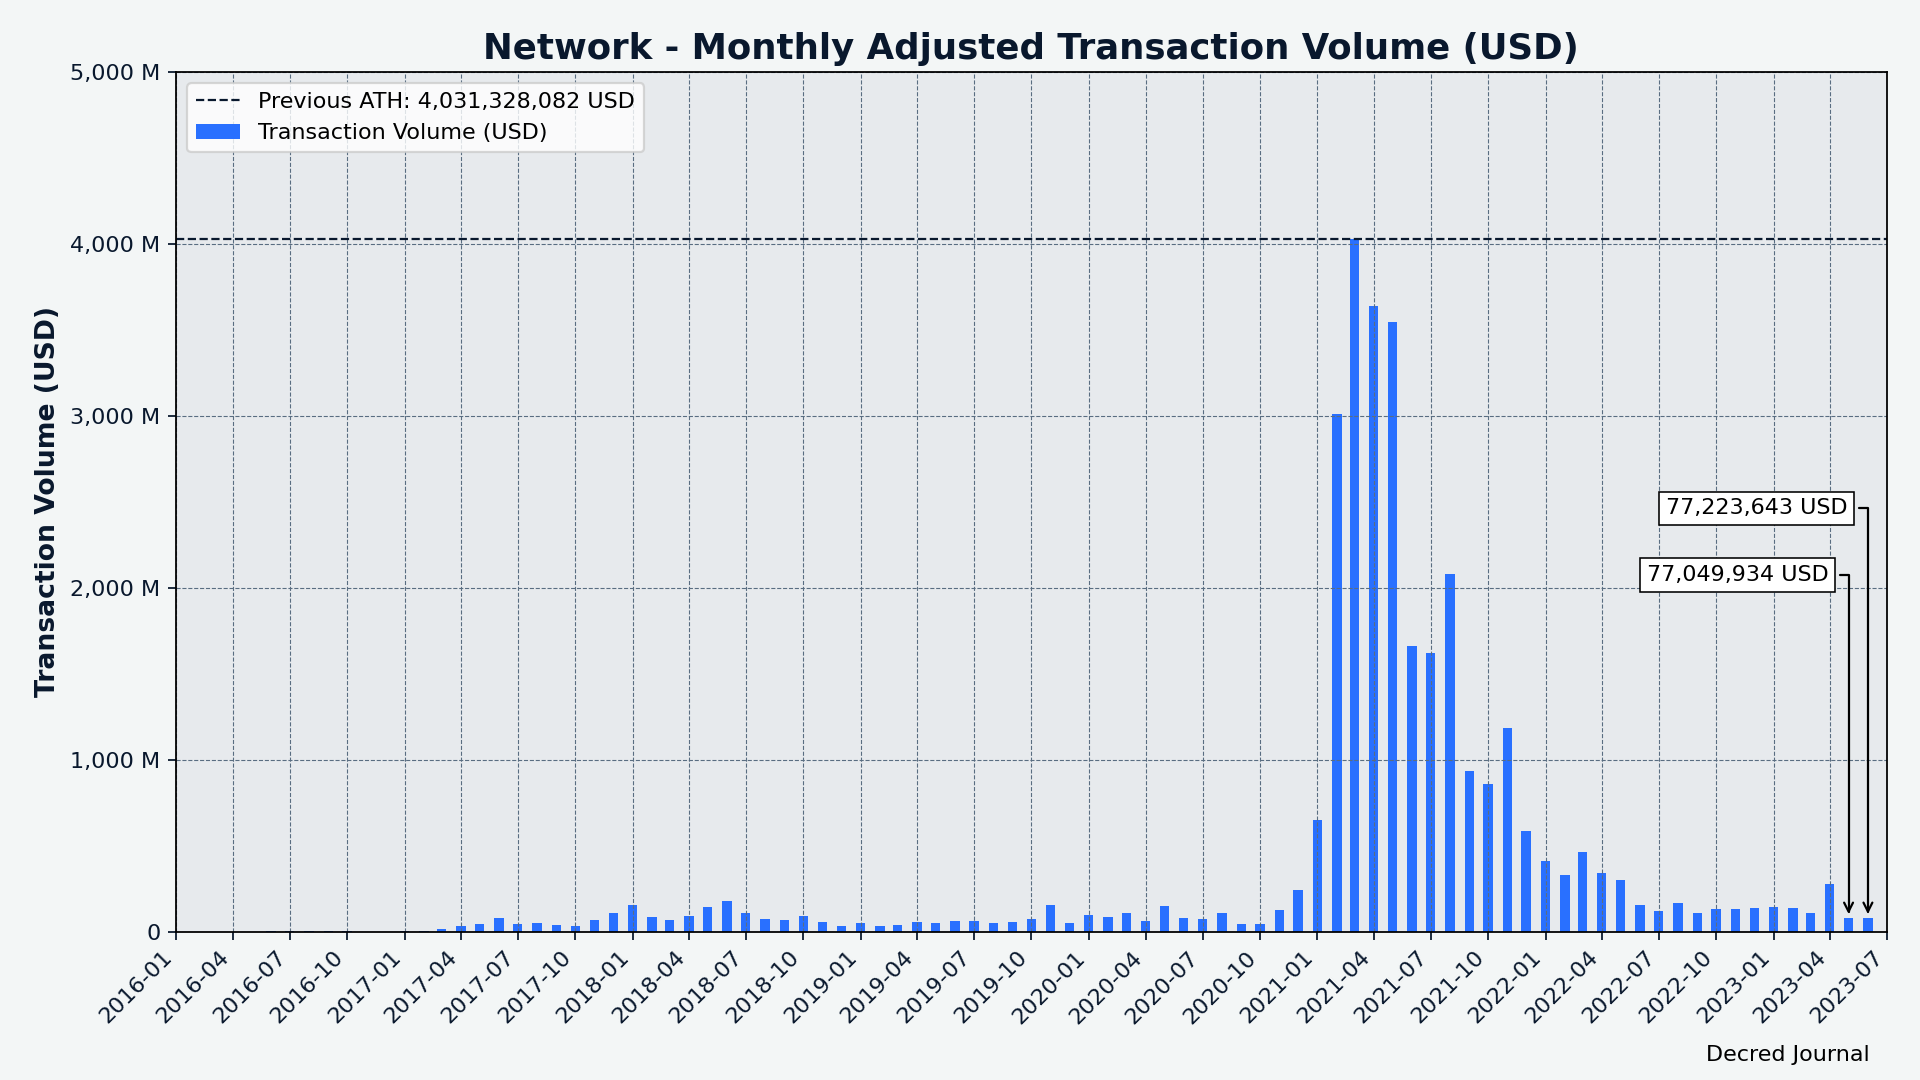 Network - Monthly Adjusted Transaction Volume (USD)
Previous ATH: 4,031,328,082 USD
Transaction Volume (USD)
Transaction Volume (USD)
5,000 M
4,000 M
3,000 M
2,000 M
1,000 M
0
77,223,643 USD
77,049,934 USD
2016-01
2016-04
2016-07
2016-10
2017-01
2017-04
2017-07
2017-10
2018-01
2018-04
2018-07
2018-10
2019-01
2019-04
2019-07
2019-10
2020-01
2020-04
2020-07
2020-10
2021-01
2021-04
2021-07
2021-10
2022-01
2022-04
2022-07
2022-10
2023-01
2023-04
2023-07
Decred Journal